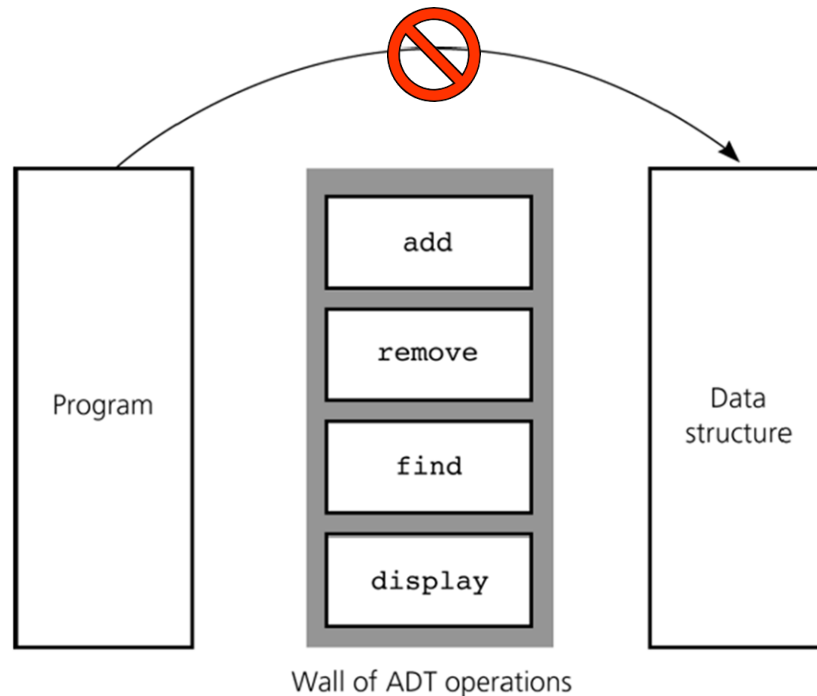 Program
add
remove
find
display
Data
structure
Wall of ADT operations